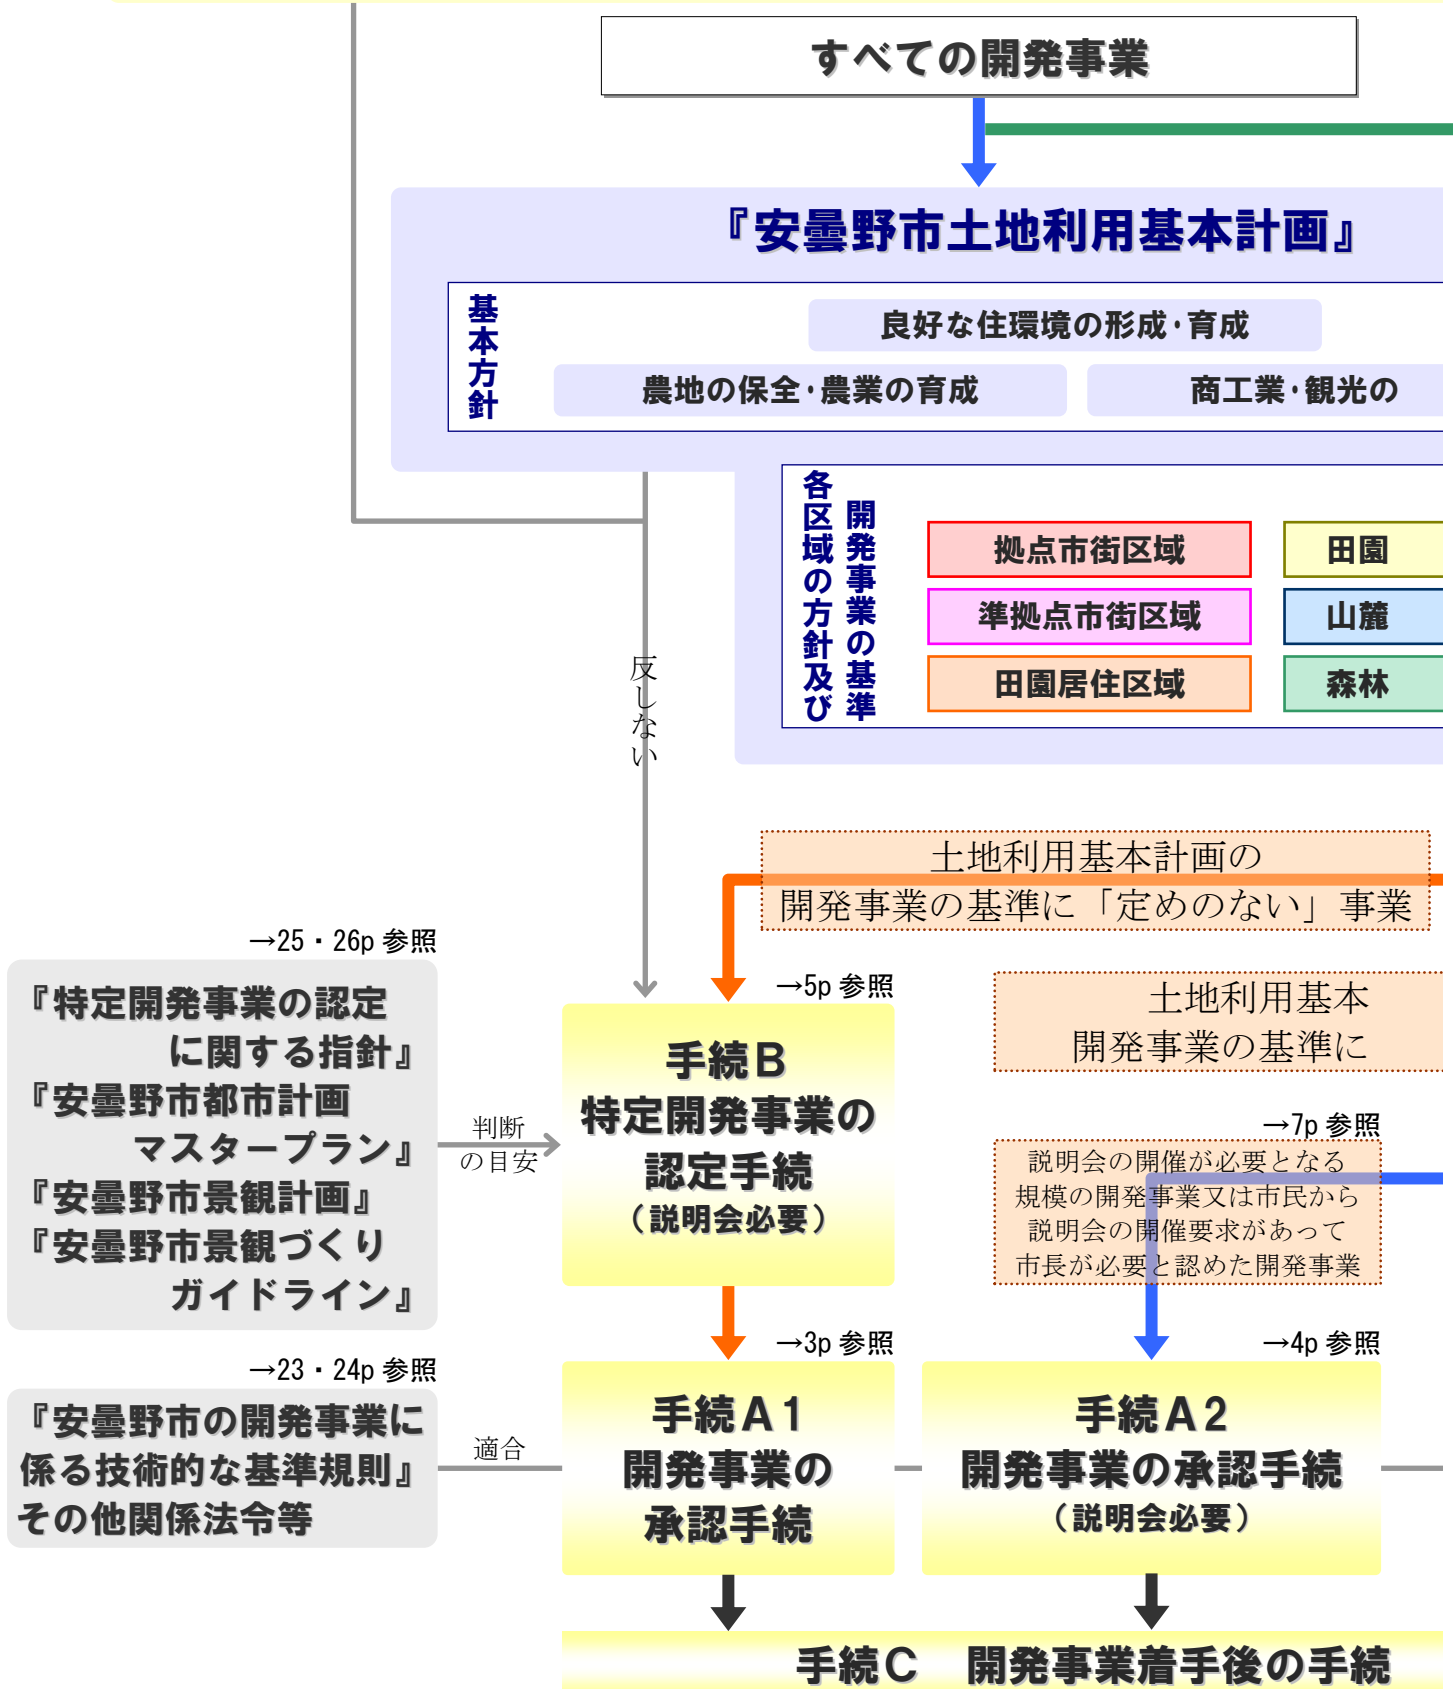 すべての開発事業
『安曇野市土地利用基本計画』
基本方針
良好な住環境の形成・育成
農地の保全・農業の育成
商工業・観光の
各区域の方針及び
開発事業の基準
拠点市街区域
田園
準拠点市街区域
山麓
田園居住区域
森林
反しない
土地利用基本計画の
開発事業の基準に「定めのない」事業
→25・26p 参照
『特定開発事業の認定
に関する指針』
『安曇野市都市計画
マスタープラン』
『安曇野市景観計画』
『安曇野市景観づくり
ガイドライン』
判断
の目安
→5p 参照
手続B
特定開発事業の
認定手続
（説明会必要）
土地利用基本
開発事業の基準に
→7p 参照
説明会の開催が必要となる
規模の開発事業又は市民から
説明会の開催要求があって
市長が必要と認めた開発事業
→23・24p 参照
『安曇野市の開発事業に
係る技術的な基準規則』
その他関係法令等
適合
→3p 参照
手続A1
開発事業の
承認手続
→4p 参照
手続A2
開発事業の承認手続
（説明会必要）
手続C　開発事業着手後の手続